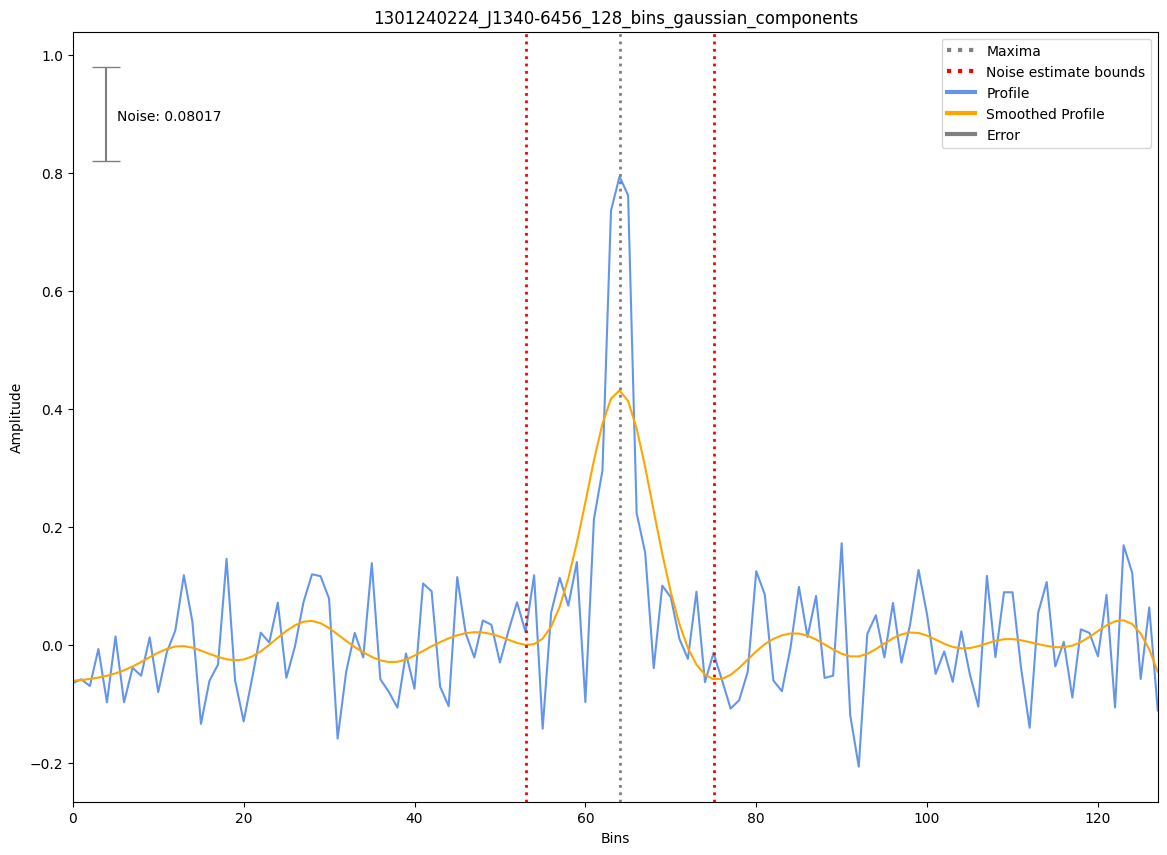 1301240224_J1340-6456_128_bins_gaussian_components
Maxima
Noise estimate bounds
Profile
Smoothed Profile
Error
Noise: 0.08017
Amplitude
1.0
0.8
0.6
0.4
0.2
0.0
−0.2
0
20
40
60
80
100
120
Bins